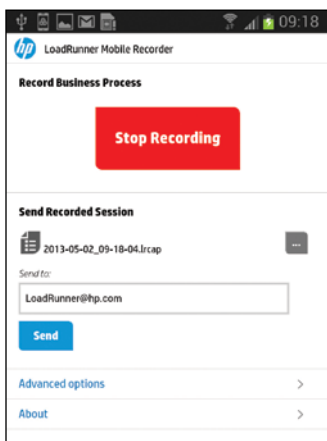 09:18
hp LoadRunner Mobile Recorder
Record Business Process
Stop Recording
Send Recorded Session
2013-05-02_09-18-04.lrcap
...
Send to:
LoadRunner@hp.com
Send
Advanced options
About